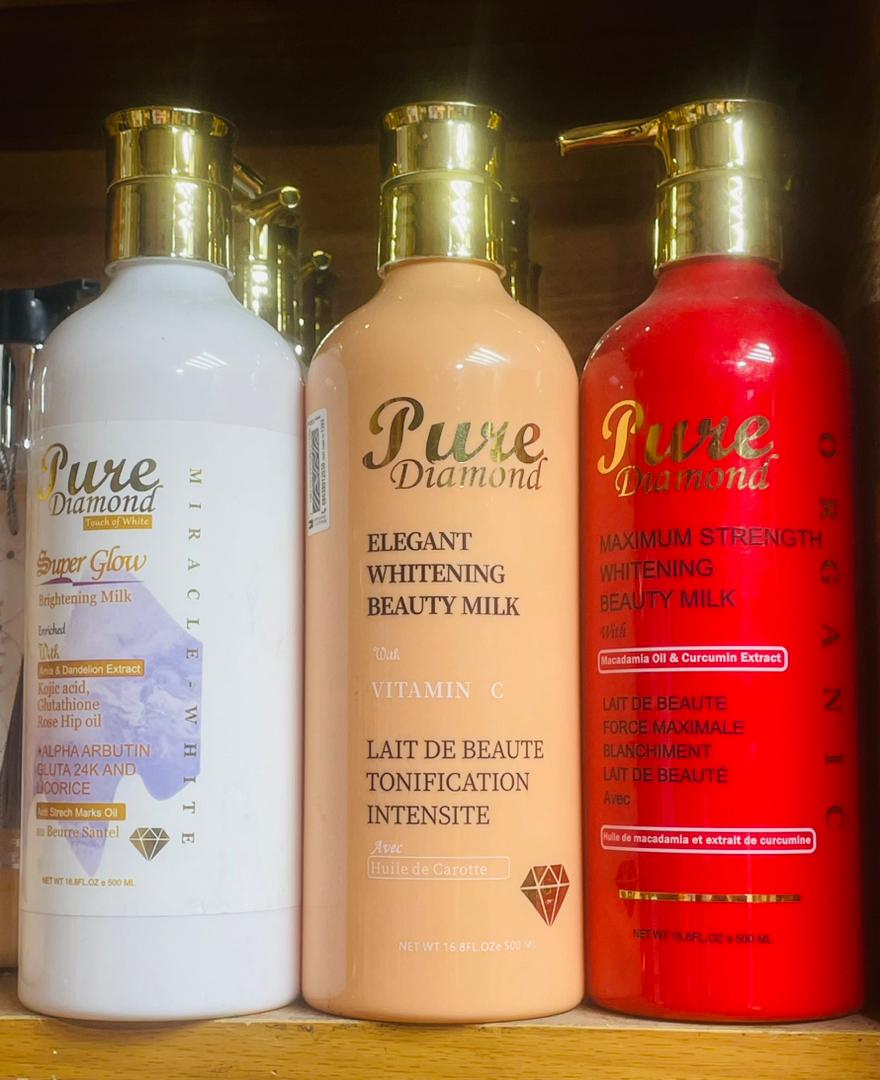 Pure
Diamond
Touch of White
Super Glow
Brightening Milk
Enriched
With
& Dandelion Extract
Kojic acid,
Glutathione
Rose Hip oil
+ALPHA ARBUTIN
GLUTA 24K AND
LICORICE
Anti Strech Marks Oil
au Beurre Santel
NET WT 16.8FL.OZ e 500 ML
MIRACLE-WHITE
Pure
Diamond
ELEGANT
WHITENING
BEAUTY MILK
With
VITAMIN C
LAIT DE BEAUTE
TONIFICATION
INTENSITE
Avec
Huile de Carotte
NET WT 16.8FL.OZe 500 ML
Pure
Diamond
MAXIMUM STRENGTH
WHITENING
BEAUTY MILK
With
Macadamia Oil & Curcumin Extract
LAIT DE BEAUTE
FORCE MAXIMALE
BLANCHIMENT
LAIT DE BEAUTÉ
Avec
Huile de macadamia et extrait de curcumine
NET WT 16.8FL.OZ e 500 ML
ORGANIC